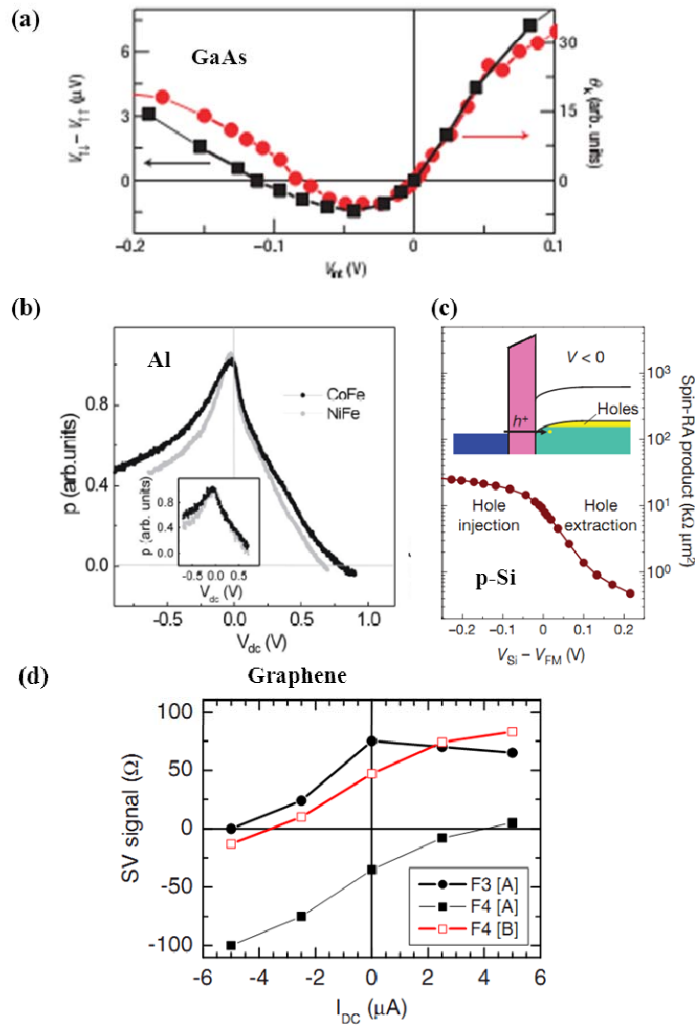 (a)
GaAs
V↑↓ − V↑↑ (μV)
6
3
0
θk (arb. units)
30
15
0
−0.2
−0.1
0
0.1
Vint (V)
(b)
Al
CoFe
NiFe
p (arb.units)
0.8
0.4
0.0
p (arb. units)
1.0
0.5
0.0
-0.5 0.0 0.5
Vdc (V)
-0.5
0.0
0.5
1.0
Vdc (V)
(c)
V < 0
h+
Holes
Hole injection
Hole extraction
p-Si
10³
10²
10¹
10⁰
Spin-RA product (kΩ μm²)
−0.2
−0.1
0
0.1
0.2
VSi − VFM (V)
(d)
Graphene
SV signal (Ω)
100
50
0
-50
-100
F3 [A]
F4 [A]
F4 [B]
-6 -4 -2 0 2 4 6
IDC (μA)